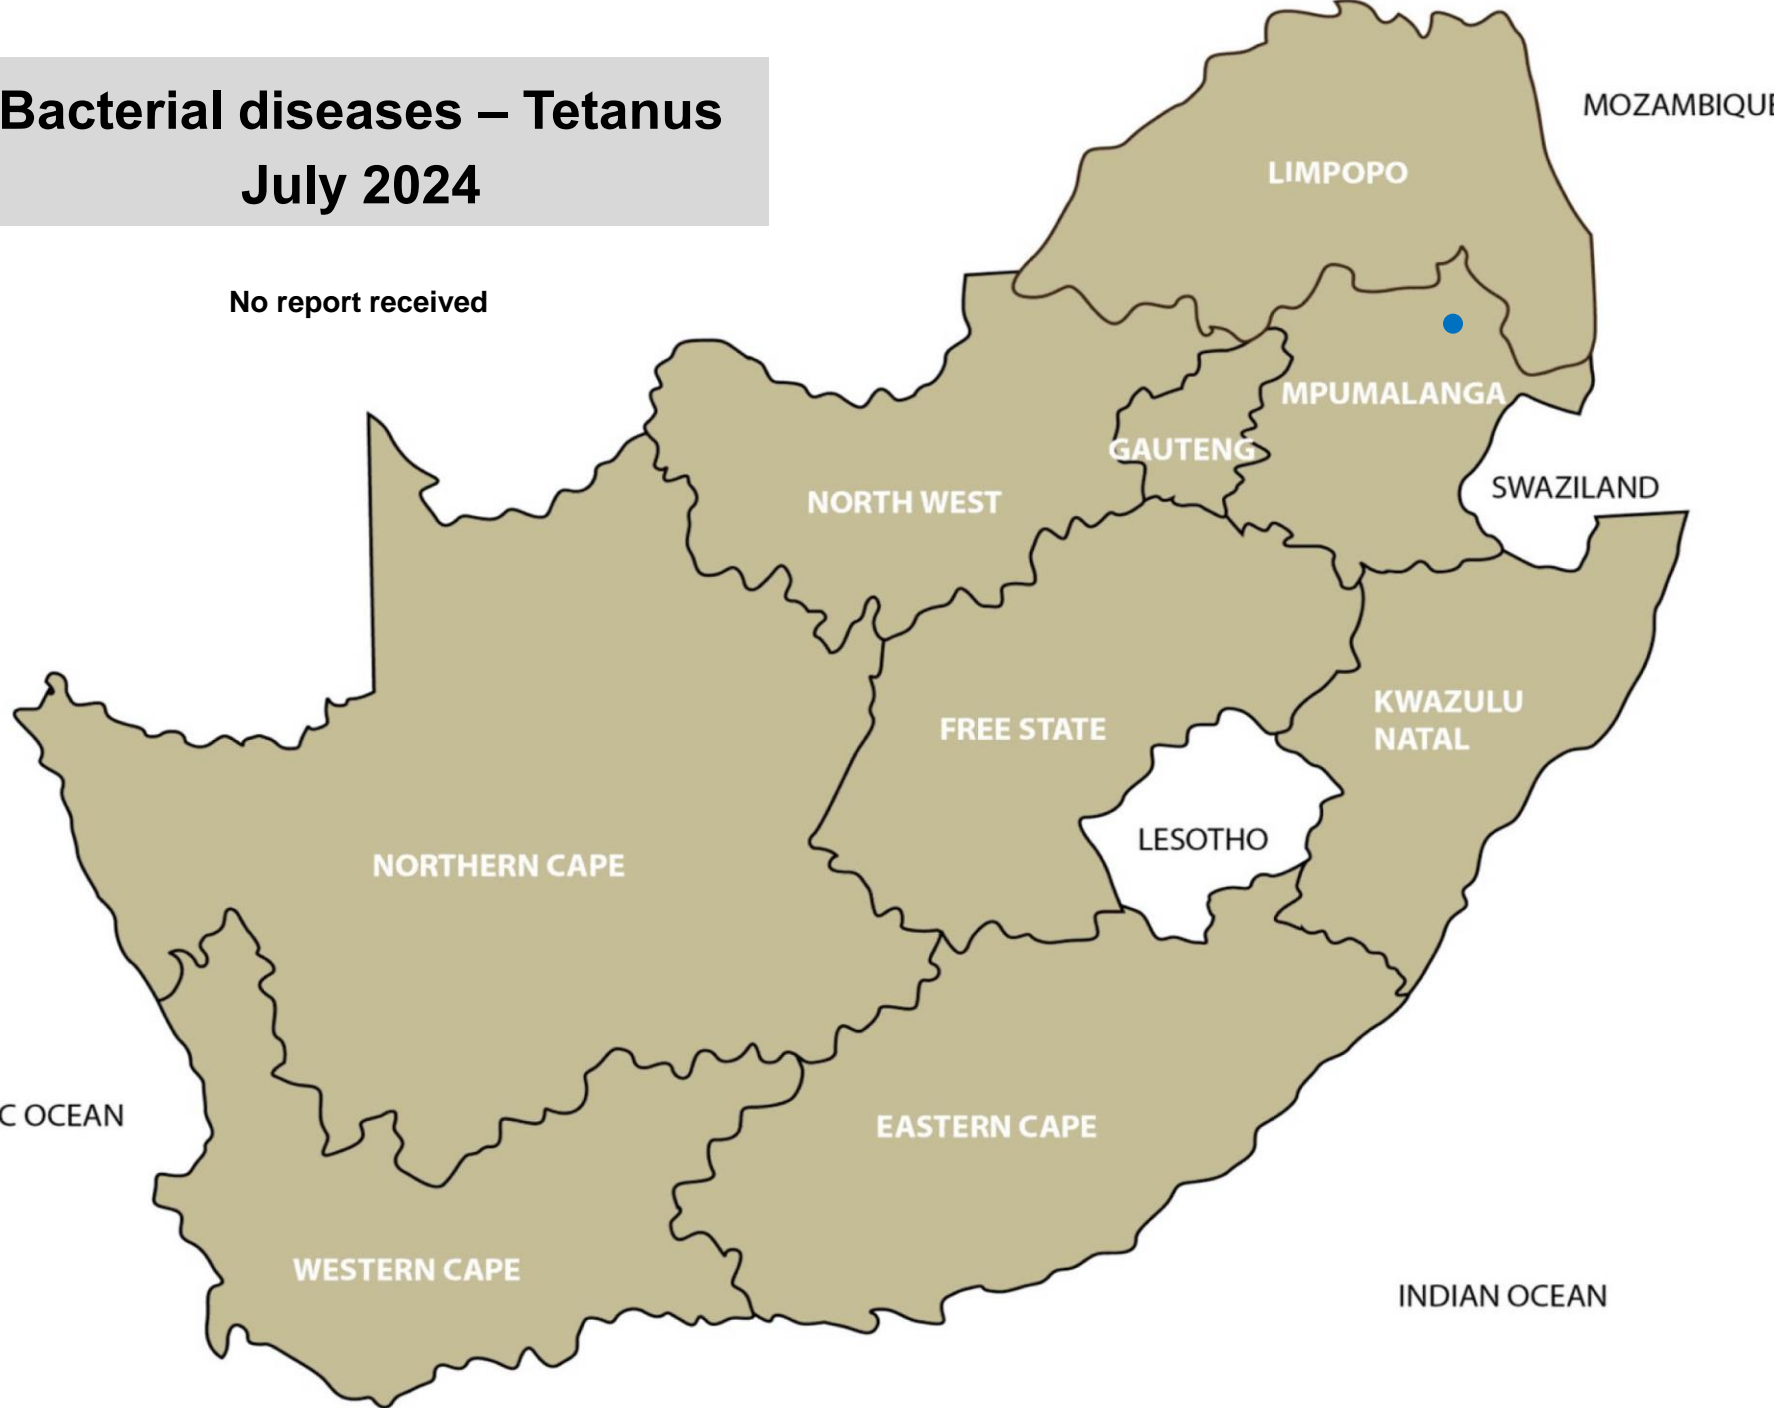 Bacterial diseases – Tetanus
July 2024
No report received
MOZAMBIQUE
LIMPOPO
MPUMALANGA
GAUTENG
NORTH WEST
SWAZILAND
KWAZULU
NATAL
FREE STATE
LESOTHO
NORTHERN CAPE
C OCEAN
EASTERN CAPE
WESTERN CAPE
INDIAN OCEAN